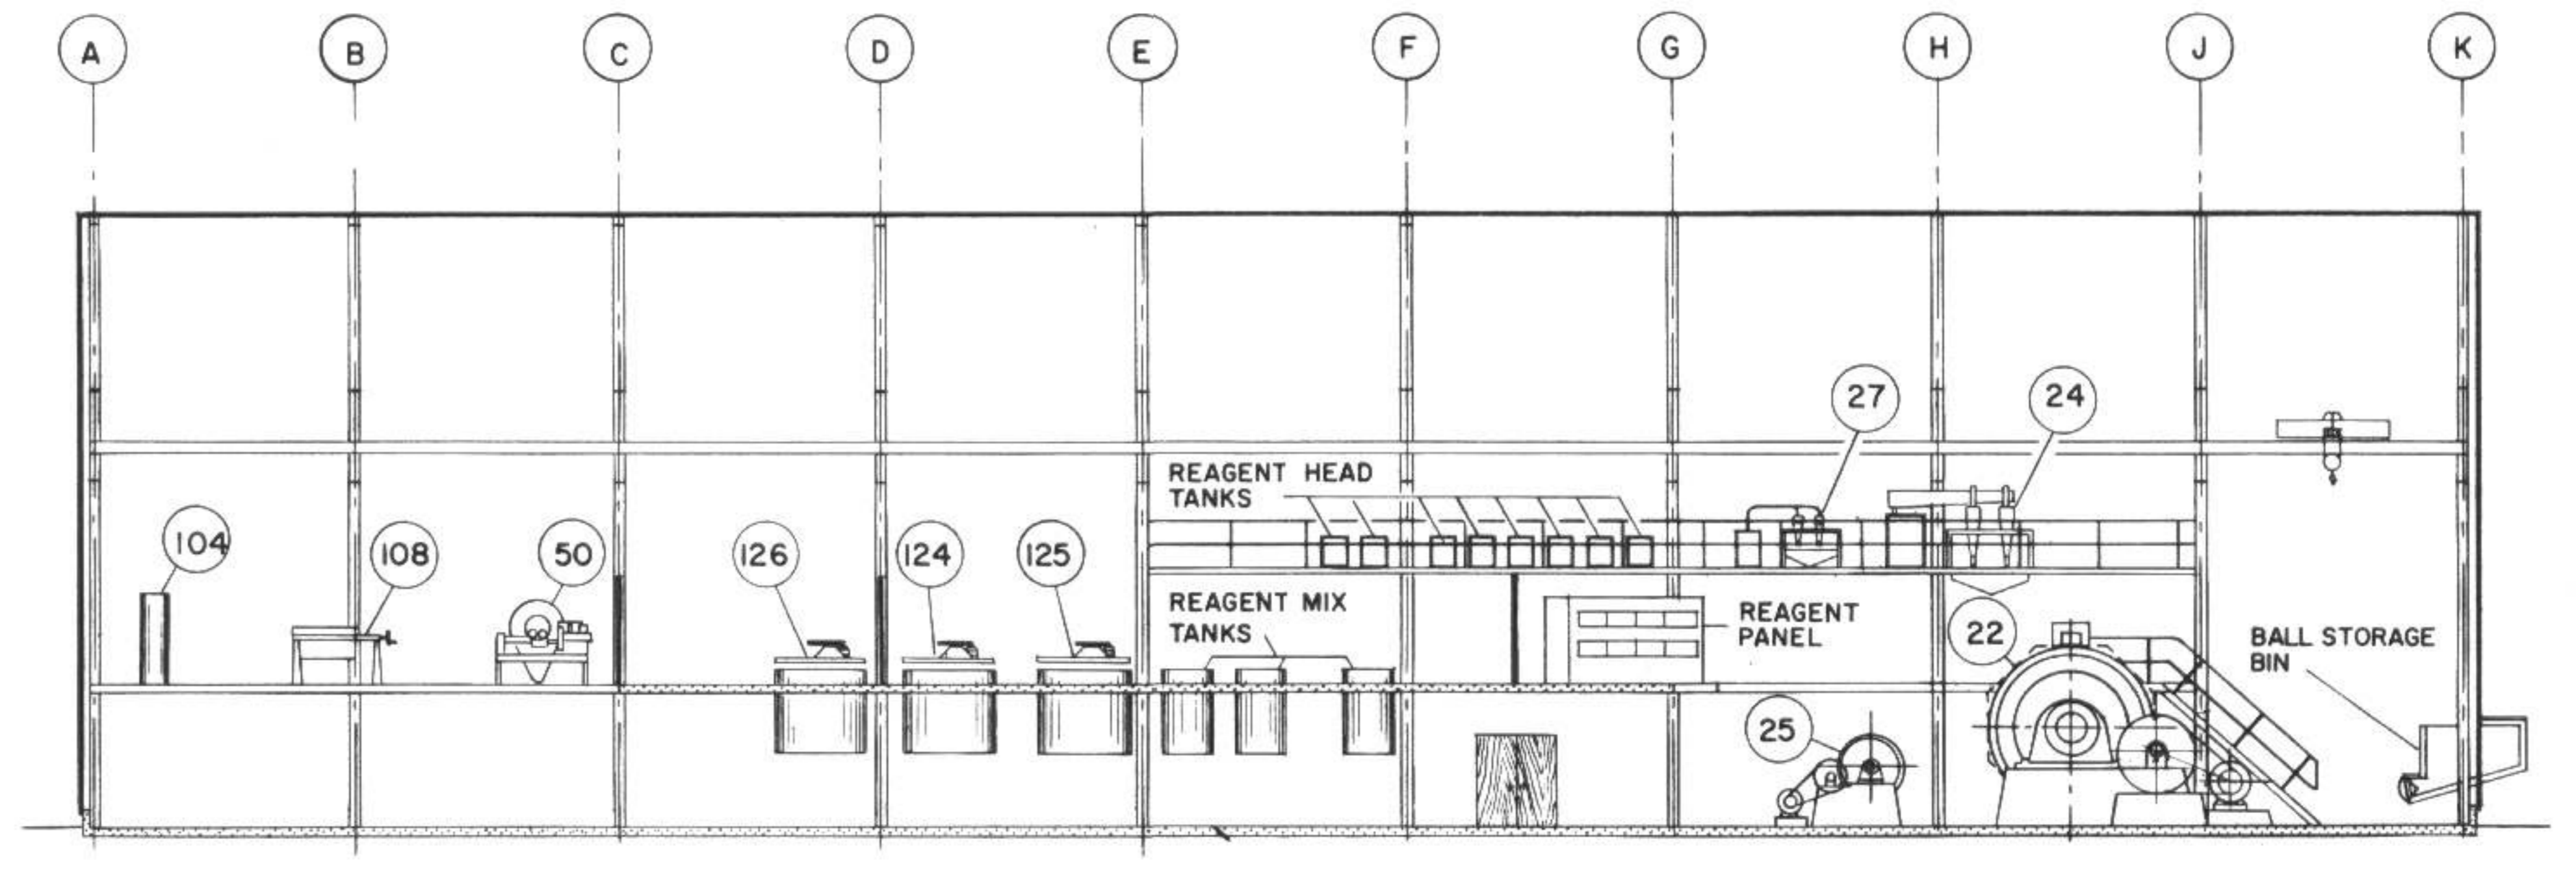 A B C D E F G H J K
27 24
REAGENT HEAD
TANKS
104 108 50 126 124 125
REAGENT MIX
TANKS
REAGENT
PANEL
22
BALL STORAGE
BIN
25